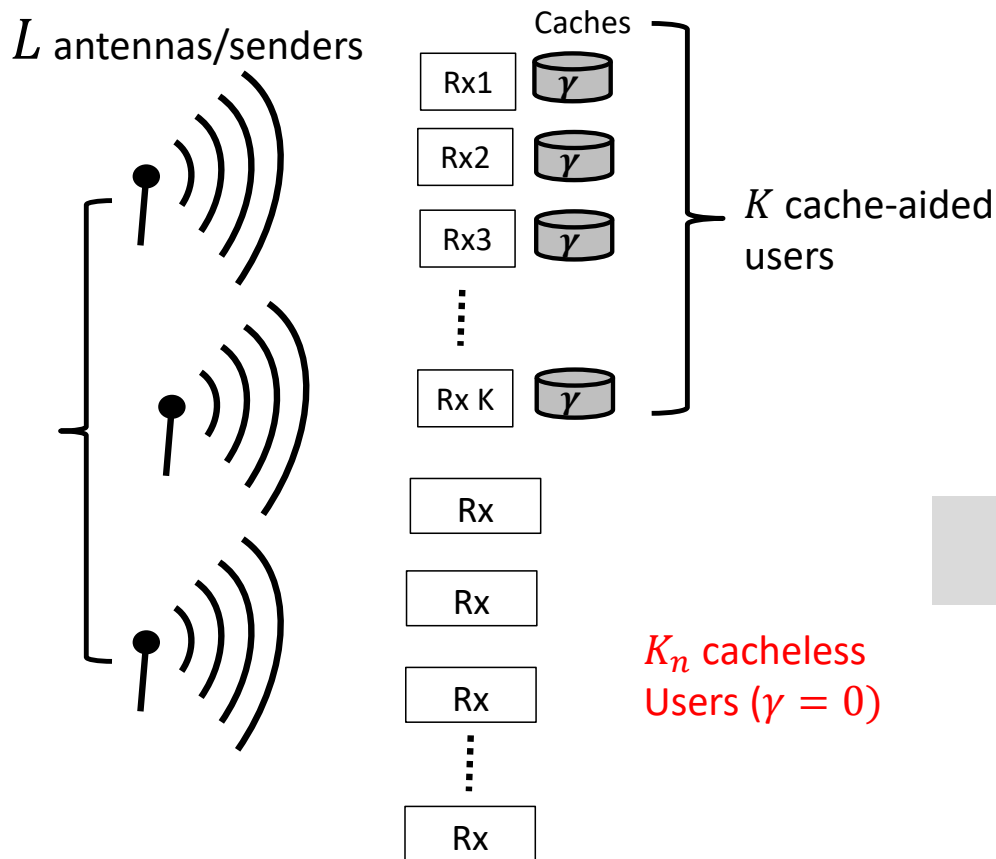 L antennas/senders
Caches
Rx1
γ
Rx2
γ
Rx3
γ
K cache-aided
users
Rx K
γ
Rx
Rx
K_n cacheless
Users (γ = 0)
Rx
Rx